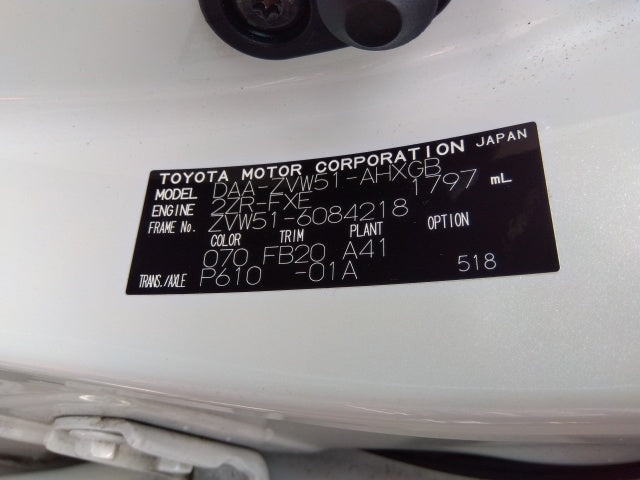 TOYOTA MOTOR CORPORATION JAPAN
MODEL DAA-ZVW51-AHXGB
ENGINE 2ZR-FXE 1797 mL
FRAME No. ZVW51-6084218
COLOR TRIM PLANT OPTION
070 FB20 A41
TRANS./AXLE P610 -01A 518